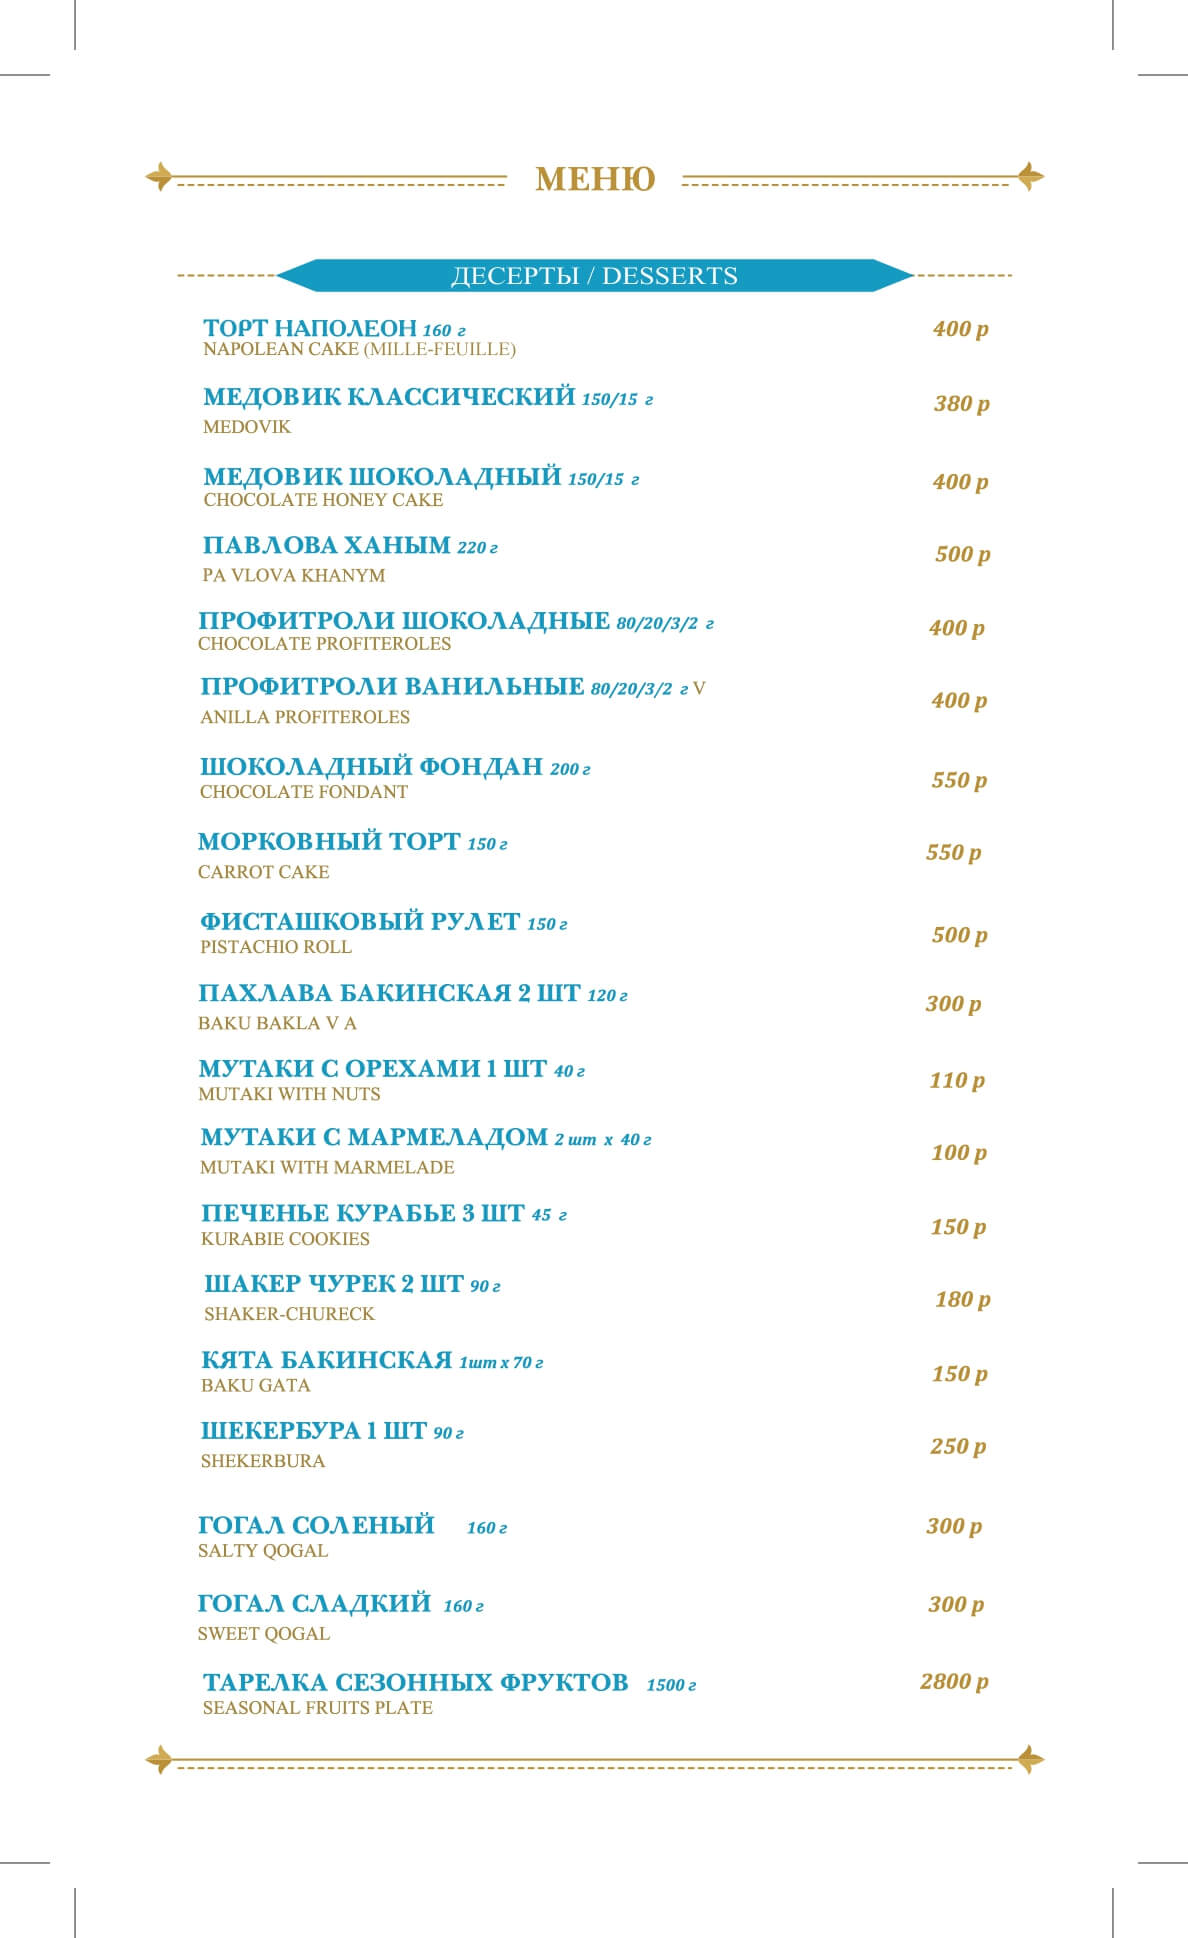 МЕНЮ
ДЕСЕРТЫ / DESSERTS
ТОРТ НАПОЛЕОН 160 г 400 р
NAPOLEAN CAKE (MILLE-FEUILLE)
МЕДОВИК КЛАССИЧЕСКИЙ 150/15 г 380 р
MEDOVIK
МЕДОВИК ШОКОЛАДНЫЙ 150/15 г 400 р
CHOCOLATE HONEY CAKE
ПАВЛОВА ХАНЫМ 220 г 500 р
PA VLOVA KHANYM
ПРОФИТРОЛИ ШОКОЛАДНЫЕ 80/20/3/2 г 400 р
CHOCOLATE PROFITEROLES
ПРОФИТРОЛИ ВАНИЛЬНЫЕ 80/20/3/2 г V 400 р
ANILLA PROFITEROLES
ШОКОЛАДНЫЙ ФОНДАН 200 г 550 р
CHOCOLATE FONDANT
МОРКОВНЫЙ ТОРТ 150 г 550 р
CARROT CAKE
ФИСТАШКОВЫЙ РУЛЕТ 150 г 500 р
PISTACHIO ROLL
ПАХЛАВА БАКИНСКАЯ 2 ШТ 120 г 300 р
BAKU BAKLA V A
МУТАКИ С ОРЕХАМИ 1 ШТ 40 г 110 р
MUTAKI WITH NUTS
МУТАКИ С МАРМЕЛАДОМ 2 шт х 40 г 100 р
MUTAKI WITH MARMELADE
ПЕЧЕНЬЕ КУРАБЬЕ 3 ШТ 45 г 150 р
KURABIE COOKIES
ШАКЕР ЧУРЕК 2 ШТ 90 г 180 р
SHAKER-CHURECK
КЯТА БАКИНСКАЯ 1шт х 70 г 150 р
BAKU GATA
ШЕКЕРБУРА 1 ШТ 90 г 250 р
SHEKERBURA
ГОГАЛ СОЛЕНЫЙ 160 г 300 р
SALTY QOGAL
ГОГАЛ СЛАДКИЙ 160 г 300 р
SWEET QOGAL
ТАРЕЛКА СЕЗОННЫХ ФРУКТОВ 1500 г 2800 р
SEASONAL FRUITS PLATE